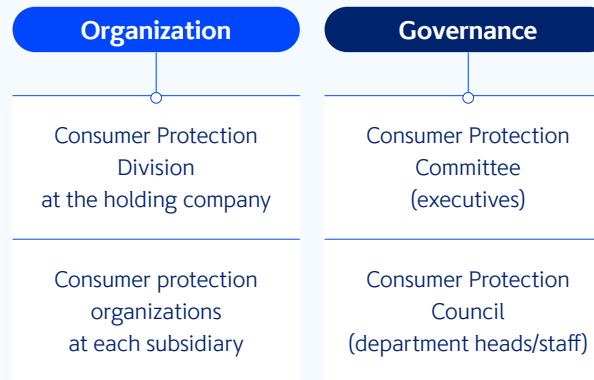 Organization
Consumer Protection
Division
at the holding company
Consumer protection
organizations
at each subsidiary
Governance
Consumer Protection
Committee
(executives)
Consumer Protection
Council
(department heads/staff)